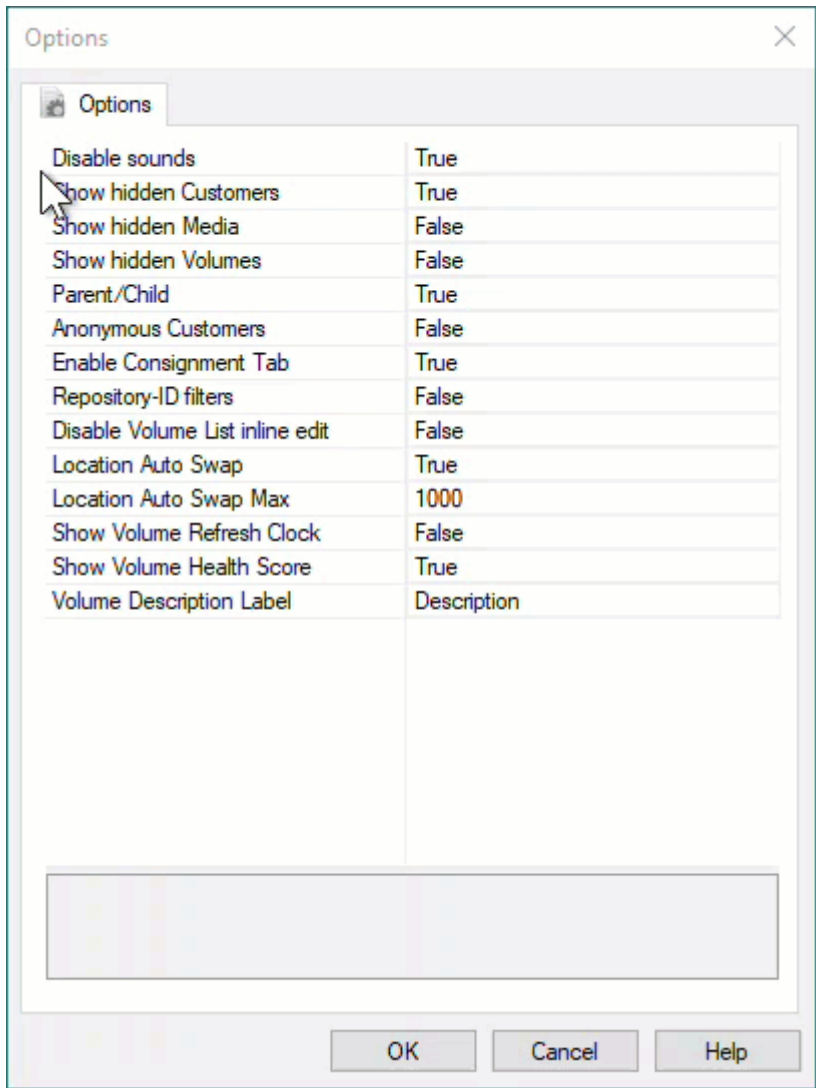 Options
Options
Disable sounds True
Show hidden Customers True
Show hidden Media False
Show hidden Volumes False
Parent/Child True
Anonymous Customers False
Enable Consignment Tab True
Repository-ID filters False
Disable Volume List inline edit False
Location Auto Swap True
Location Auto Swap Max 1000
Show Volume Refresh Clock False
Show Volume Health Score True
Volume Description Label Description
OK Cancel Help